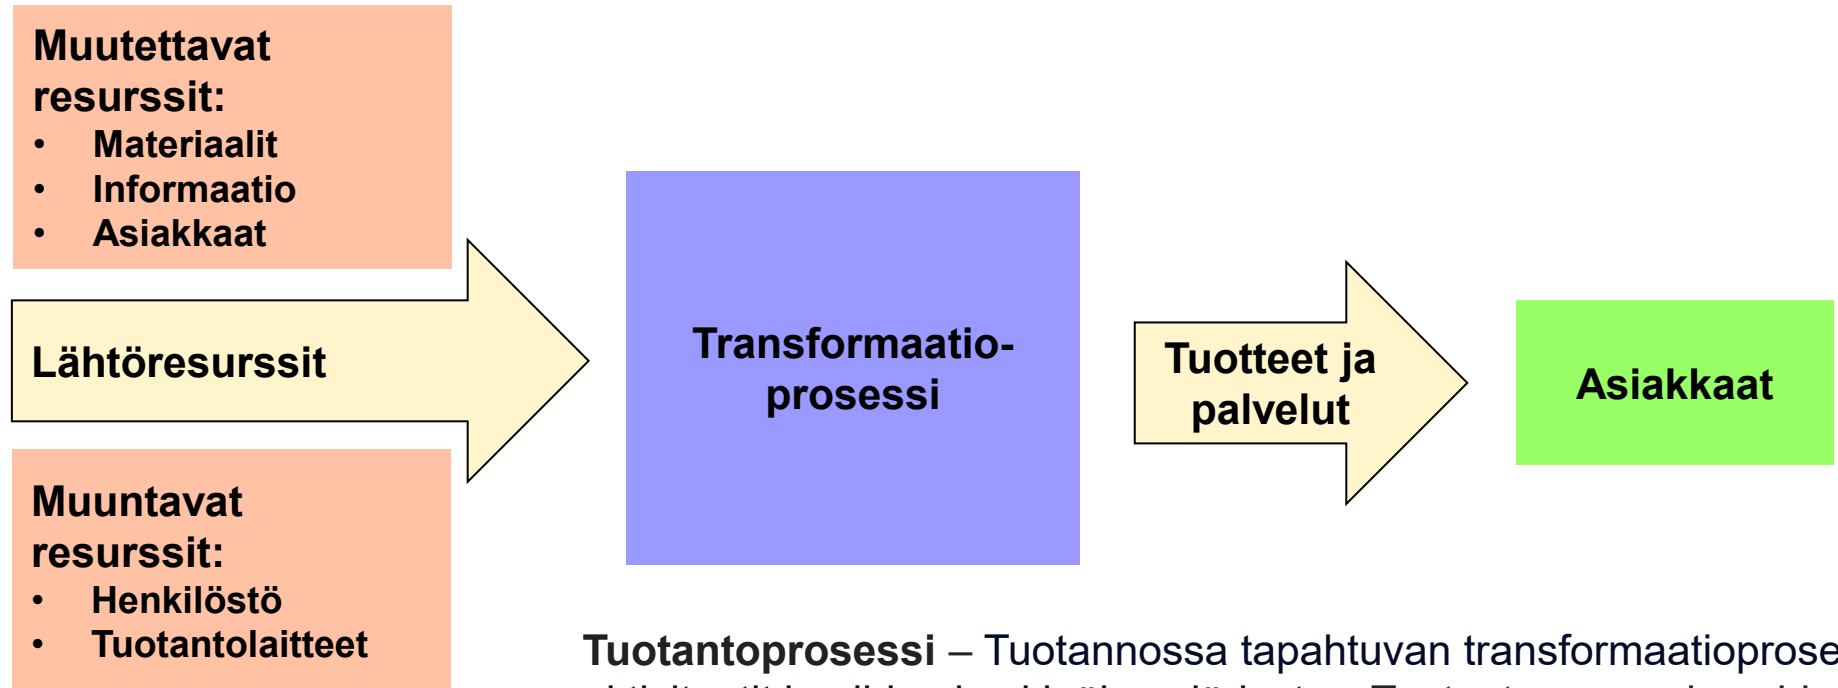 Muutettavat
resurssit:
• Materiaalit
• Informaatio
• Asiakkaat
Lähtöresurssit
Muuntavat
resurssit:
• Henkilöstö
• Tuotantolaitteet
Transformaatio-
prosessi
Tuotteet ja
palvelut
Asiakkaat
Tuotantoprosessi – Tuotannossa tapahtuvan transformaatioprose